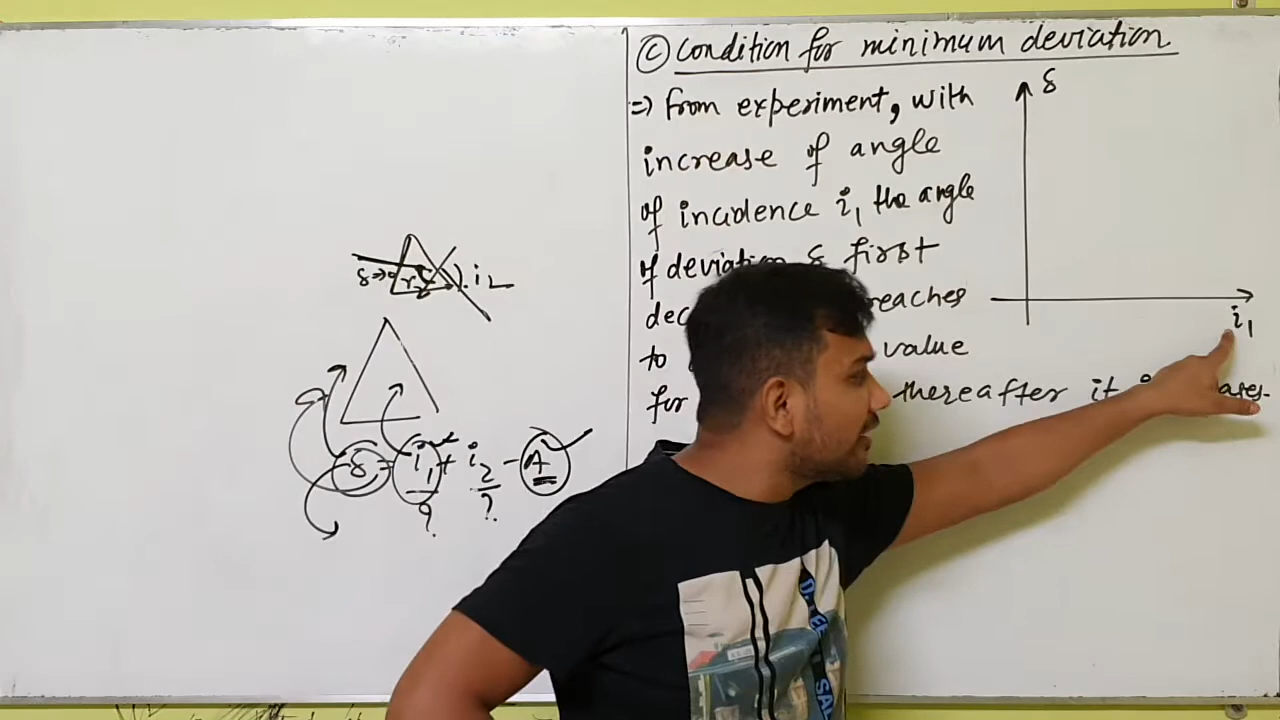 © condition for minimum deviation
=> from experiment, with
increase of angle
of incidence i₁ the angle
of deviation δ first
reaches
to value
for thereafter it
δ
i₁
δ i₂
δ = i₁ + i₂ - A
? ?